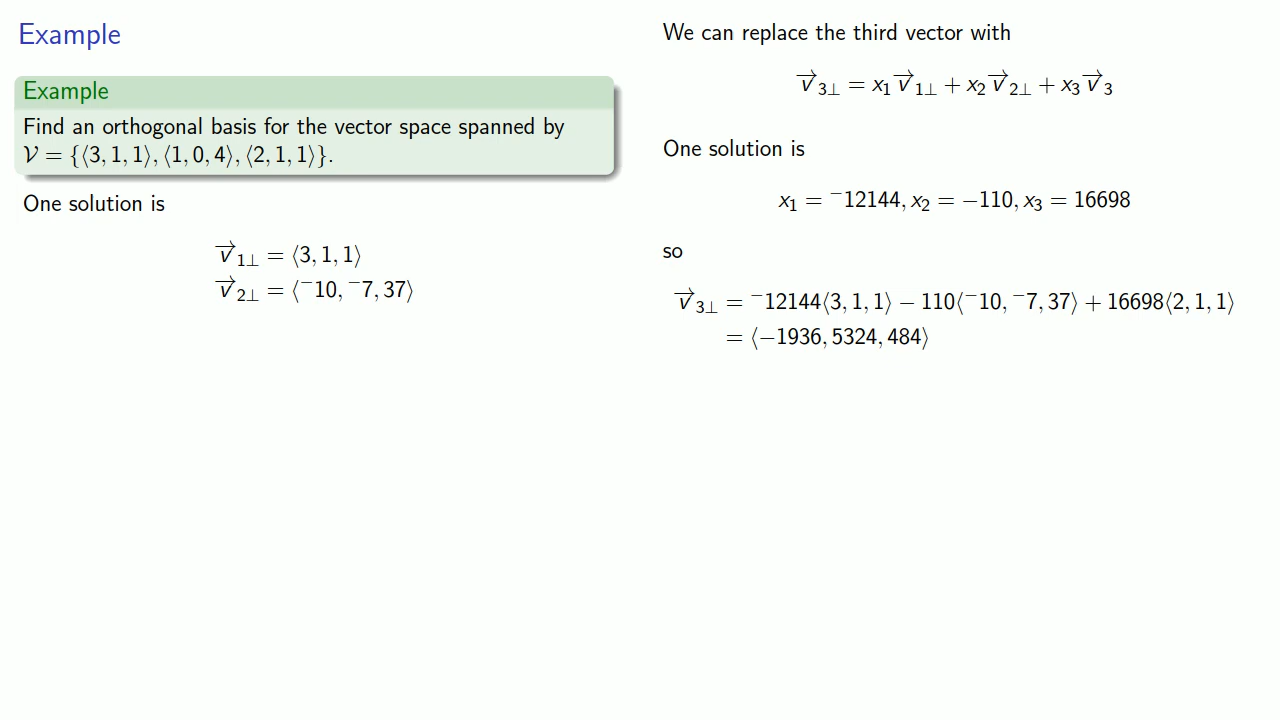 Example
Example
Find an orthogonal basis for the vector space spanned by
𝒱 = {⟨3, 1, 1⟩, ⟨1, 0, 4⟩, ⟨2, 1, 1⟩}.
One solution is
v⃗₁⊥ = ⟨3, 1, 1⟩
v⃗₂⊥ = ⟨⁻10, ⁻7, 37⟩
We can replace the third vector with
v⃗₃⊥ = x₁v⃗₁⊥ + x₂v⃗₂⊥ + x₃v⃗₃
One solution is
x₁ = ⁻12144, x₂ = −110, x₃ = 16698
so
v⃗₃⊥ = ⁻12144⟨3, 1, 1⟩ − 110⟨⁻10, ⁻7, 37⟩ + 16698⟨2, 1, 1⟩
= ⟨−1936, 5324, 484⟩